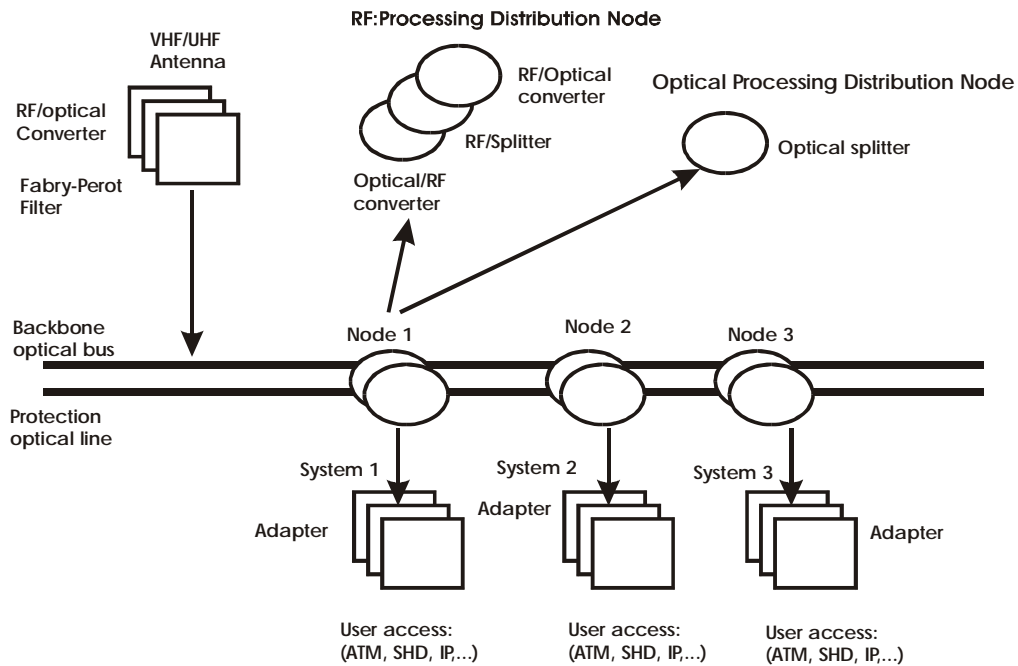 RF:Processing Distribution Node
VHF/UHF
Antenna
RF/optical
Converter
Fabry-Perot
Filter
RF/Optical
converter
RF/Splitter
Optical/RF
converter
Optical Processing Distribution Node
Optical splitter
Backbone
optical bus
Node 1
Node 2
Node 3
Protection
optical line
System 1
System 2
System 3
Adapter
Adapter
Adapter
User access:
(ATM, SHD, IP,...)
User access:
(ATM, SHD, IP,...)
User access:
(ATM, SHD, IP,...)